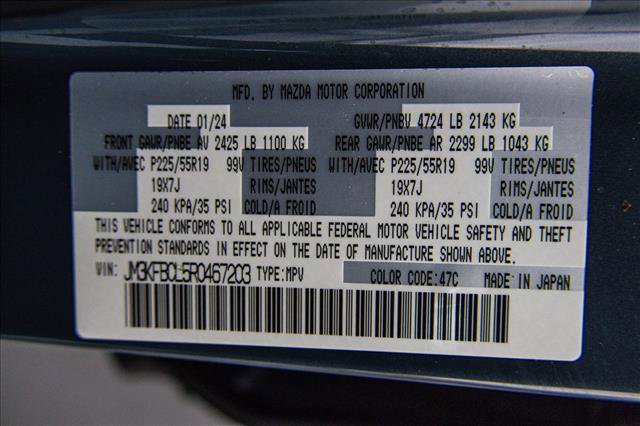 MFD. BY MAZDA MOTOR CORPORATION
DATE 01/24 GVWR/PNBV 4724 LB 2143 KG
FRONT GAWR/PNBE AV 2425 LB 1100 KG REAR GAWR/PNBE AR 2299 LB 1043 KG
WITH/AVEC P225/55R19 99V TIRES/PNEUS WITH/AVEC P225/55R19 99V TIRES/PNEUS
19X7J RIMS/JANTES 19X7J RIMS/JANTES
240 KPA/35 PSI COLD/A FROID 240 KPA/35 PSI COLD/A FROID
THIS VEHICLE CONFORMS TO ALL APPLICABLE FEDERAL MOTOR VEHICLE SAFETY AND THEFT
PREVENTION STANDARDS IN EFFECT ON THE DATE OF MANUFACTURE SHOWN ABOVE.
VIN: JM3KFBCL5R0467203 TYPE:MPV COLOR CODE:47C MADE IN JAPAN